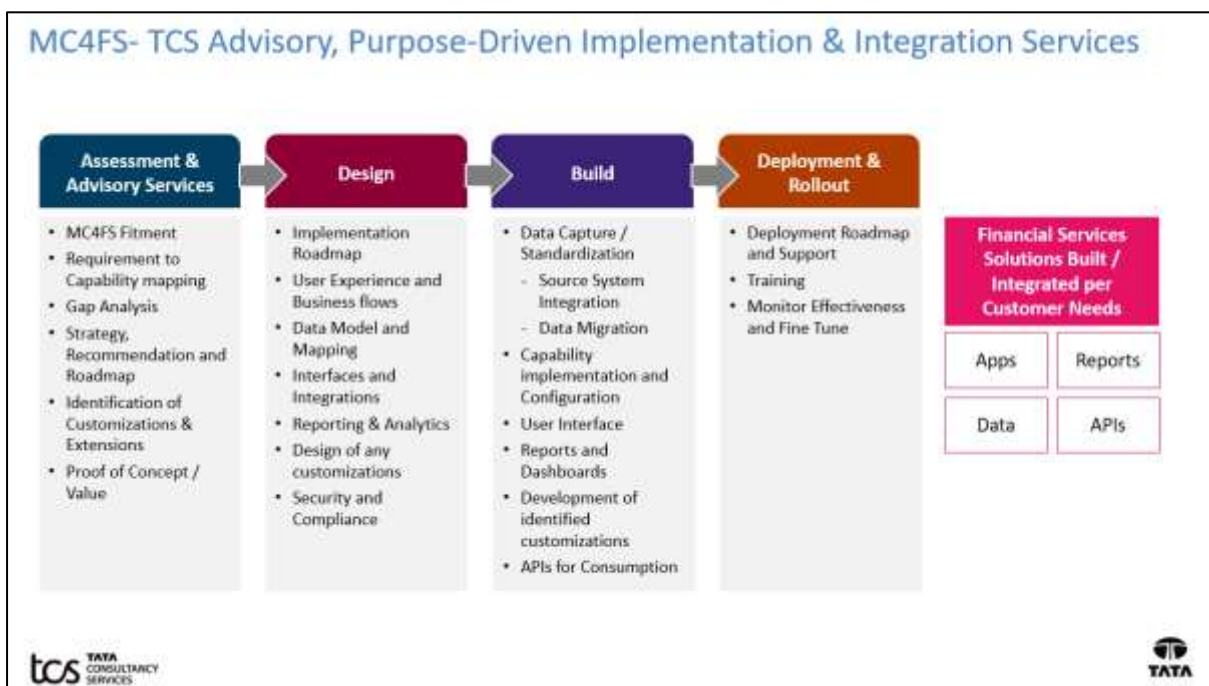 MC4FS- TCS Advisory, Purpose-Driven Implementation & Integration Services
Assessment &
Advisory Services
• MC4FS Fitment
• Requirement to
Capability mapping
• Gap Analysis
• Strategy,
Recommendation and
Roadmap
• Identification of
Customizations &
Extensions
• Proof of Concept /
Value
Design
• Implementation
Roadmap
• User Experience and
Business flows
• Data Model and
Mapping
• Interfaces and
Integrations
• Reporting & Analytics
• Design of any
customizations
• Security and
Compliance
Build
• Data Capture /
Standardization
- Source System
Integration
- Data Migration
• Capability
implementation and
Configuration
• User Interface
• Reports and
Dashboards
• Development of
identified
customizations
• APIs for Consumption
Deployment &
Rollout
• Deployment Roadmap
and Support
• Training
• Monitor Effectiveness
and Fine Tune
Financial Services
Solutions Built /
Integrated per
Customer Needs
Apps
Reports
Data
APIs
tcs
TATA
CONSULTANCY
SERVICES
TATA